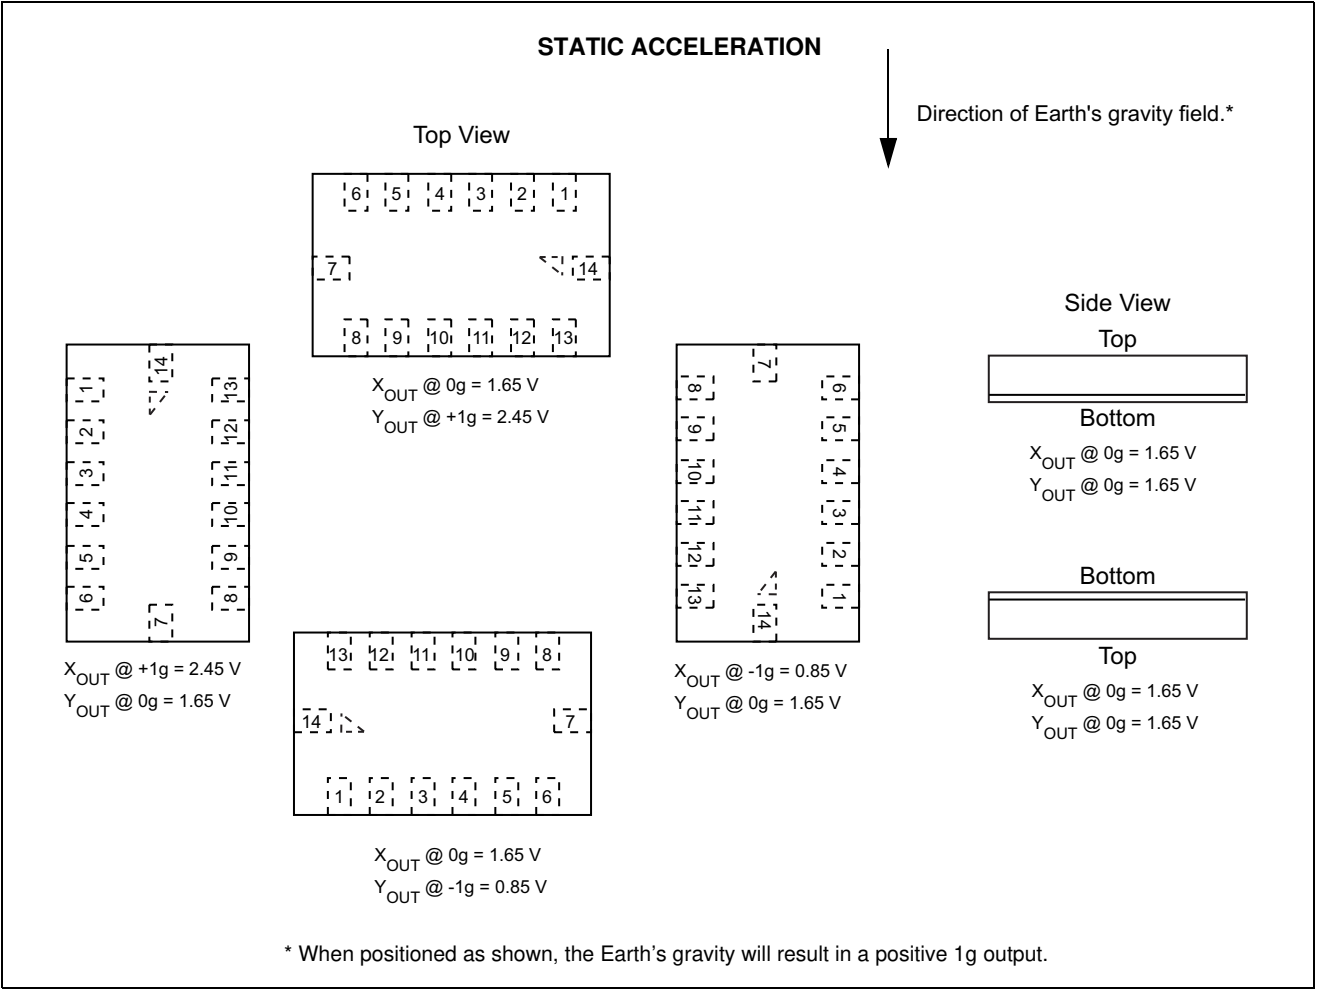 STATIC ACCELERATION
Direction of Earth's gravity field.*
Top View
6 5 4 3 2 1
7 14
8 9 10 11 12 13
XOUT @ 0g = 1.65 V
YOUT @ +1g = 2.45 V
14
1 13
2 12
3 11
4 10
5 9
6 8
7
XOUT @ +1g = 2.45 V
YOUT @ 0g = 1.65 V
7
8 6
9 5
10 4
11 3
12 2
13 1
14
XOUT @ -1g = 0.85 V
YOUT @ 0g = 1.65 V
13 12 11 10 9 8
14 7
1 2 3 4 5 6
XOUT @ 0g = 1.65 V
YOUT @ -1g = 0.85 V
Side View
Top
Bottom
XOUT @ 0g = 1.65 V
YOUT @ 0g = 1.65 V
Bottom
Top
XOUT @ 0g = 1.65 V
YOUT @ 0g = 1.65 V
* When positioned as shown, the Earth's gravity will result in a positive 1g output.